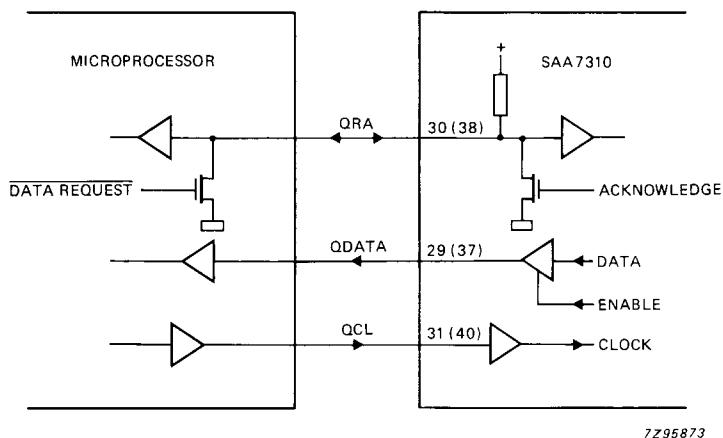 +
MICROPROCESSOR
SAA7310
QRA
30 (38)
DATA REQUEST
ACKNOWLEDGE
QDATA
29 (37)
DATA
ENABLE
QCL
31 (40)
CLOCK
7Z95873